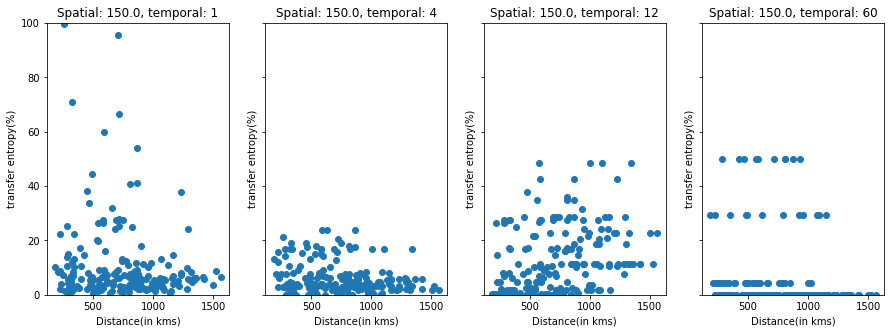 Spatial: 150.0, temporal: 1 Spatial: 150.0, temporal: 4 Spatial: 150.0, temporal: 12 Spatial: 150.0, temporal: 60
100
80
60
40
20
0
transfer entropy(%) transfer entropy(%) transfer entropy(%) transfer entropy(%)
500 1000 1500 500 1000 1500 500 1000 1500 500 1000 1500
Distance(in kms) Distance(in kms) Distance(in kms) Distance(in kms)